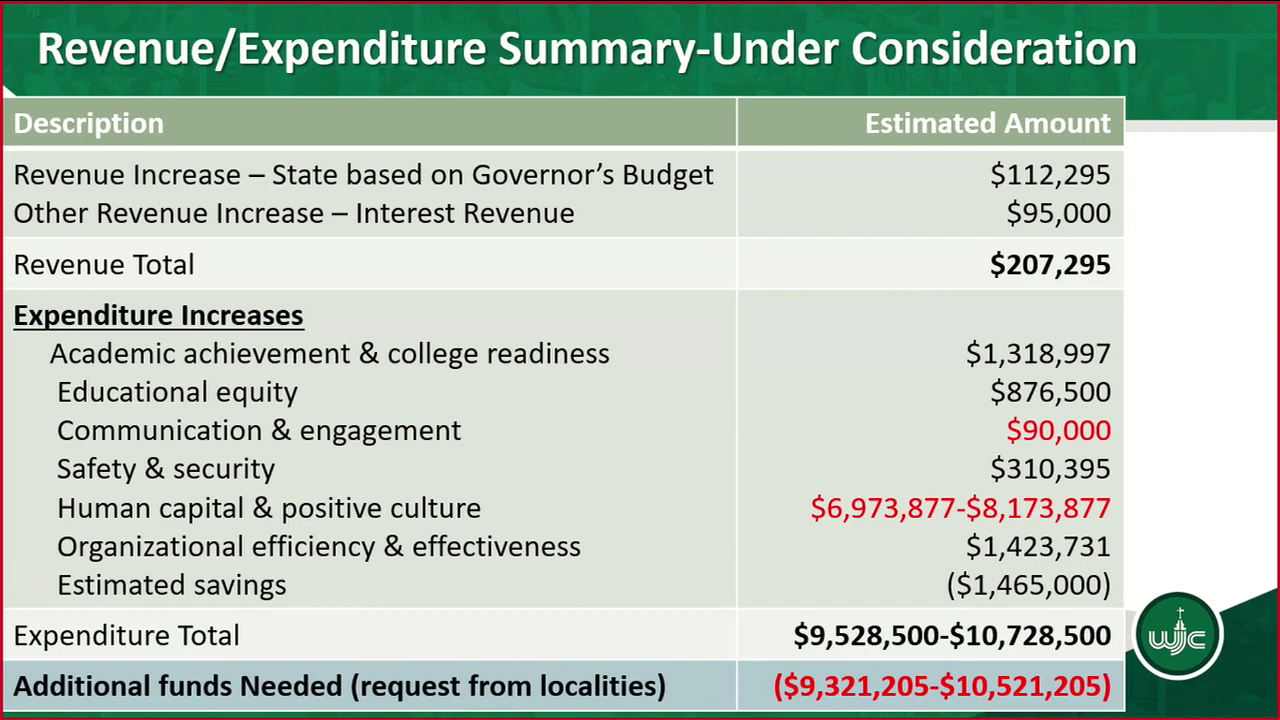 Revenue/Expenditure Summary-Under Consideration
Description Estimated Amount
Revenue Increase – State based on Governor’s Budget $112,295
Other Revenue Increase – Interest Revenue $95,000
Revenue Total $207,295
Expenditure Increases
Academic achievement & college readiness $1,318,997
Educational equity $876,500
Communication & engagement $90,000
Safety & security $310,395
Human capital & positive culture $6,973,877-$8,173,877
Organizational efficiency & effectiveness $1,423,731
Estimated savings ($1,465,000)
Expenditure Total $9,528,500-$10,728,500
Additional funds Needed (request from localities) ($9,321,205-$10,521,205)
WJC